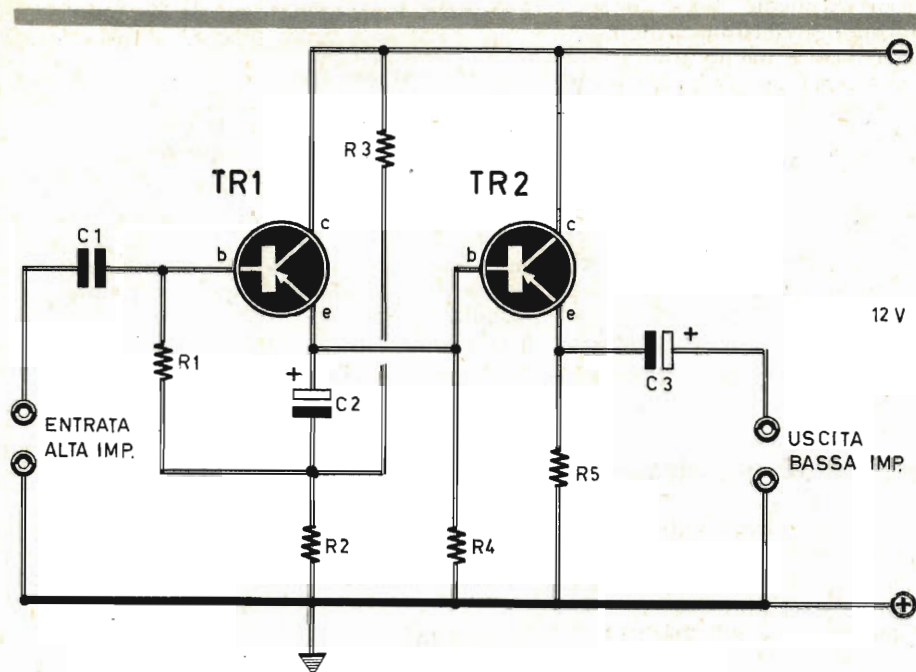 −
R3
TR1
TR2
C1
c
c
b
b
e
e
12 V
R1
+
C2
+
C3
ENTRATA
ALTA IMP.
USCITA
BASSA IMP.
R5
R2
R4
+